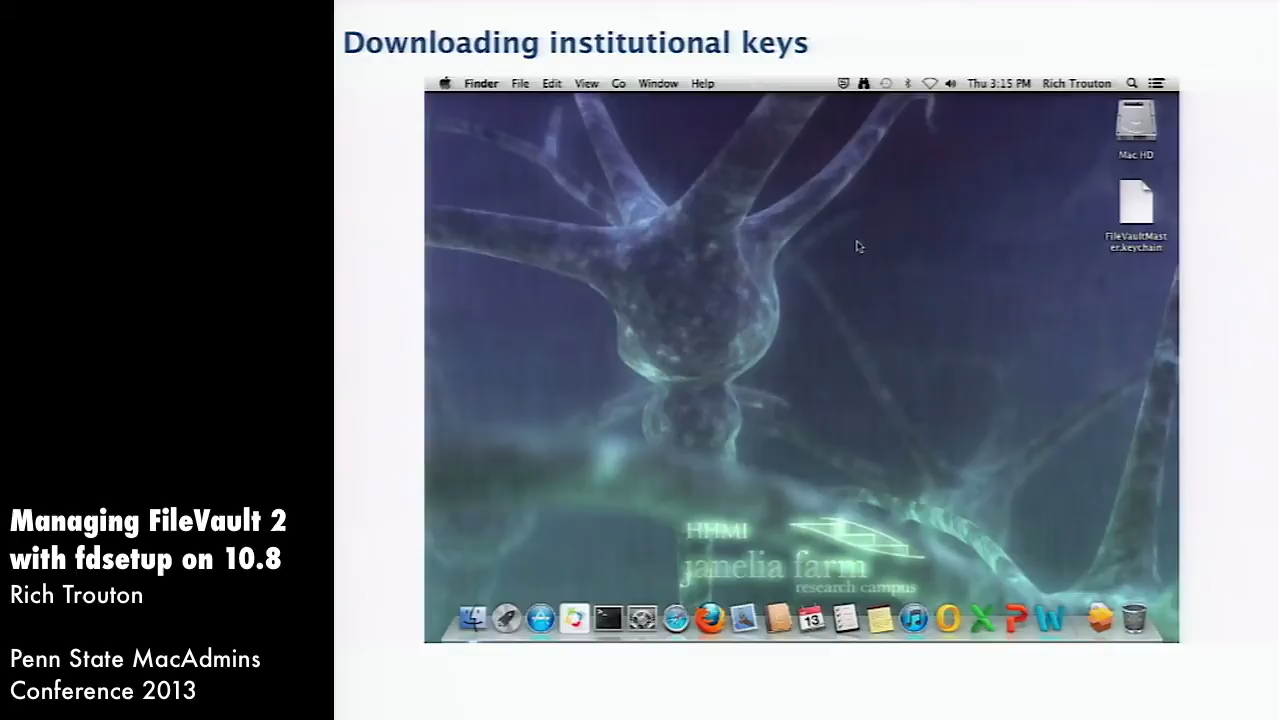 Downloading institutional keys
Finder File Edit View Go Window Help Thu 3:15 PM Rich Trouton
Mac HD
FileVaultMast
er.keychain
HHMI
janelia farm
research campus
13
Managing FileVault 2
with fdsetup on 10.8
Rich Trouton
Penn State MacAdmins
Conference 2013